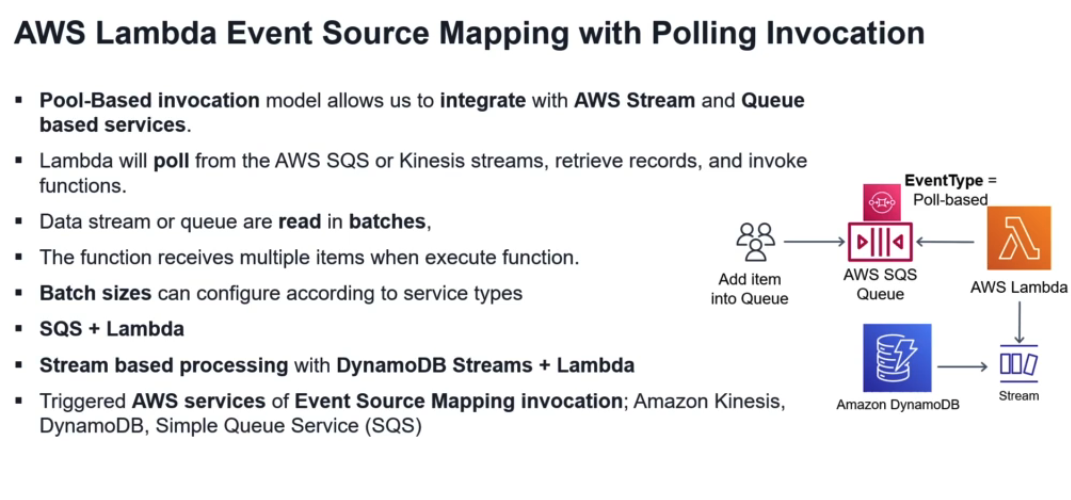 AWS Lambda Event Source Mapping with Polling Invocation
▪ Pool-Based invocation model allows us to integrate with AWS Stream and Queue
based services.
▪ Lambda will poll from the AWS SQS or Kinesis streams, retrieve records, and invoke
functions.
▪ Data stream or queue are read in batches,
▪ The function receives multiple items when execute function.
▪ Batch sizes can configure according to service types
▪ SQS + Lambda
▪ Stream based processing with DynamoDB Streams + Lambda
▪ Triggered AWS services of Event Source Mapping invocation; Amazon Kinesis,
DynamoDB, Simple Queue Service (SQS)
EventType =
Poll-based
Add item
into Queue
AWS SQS
Queue
AWS Lambda
Amazon DynamoDB
Stream